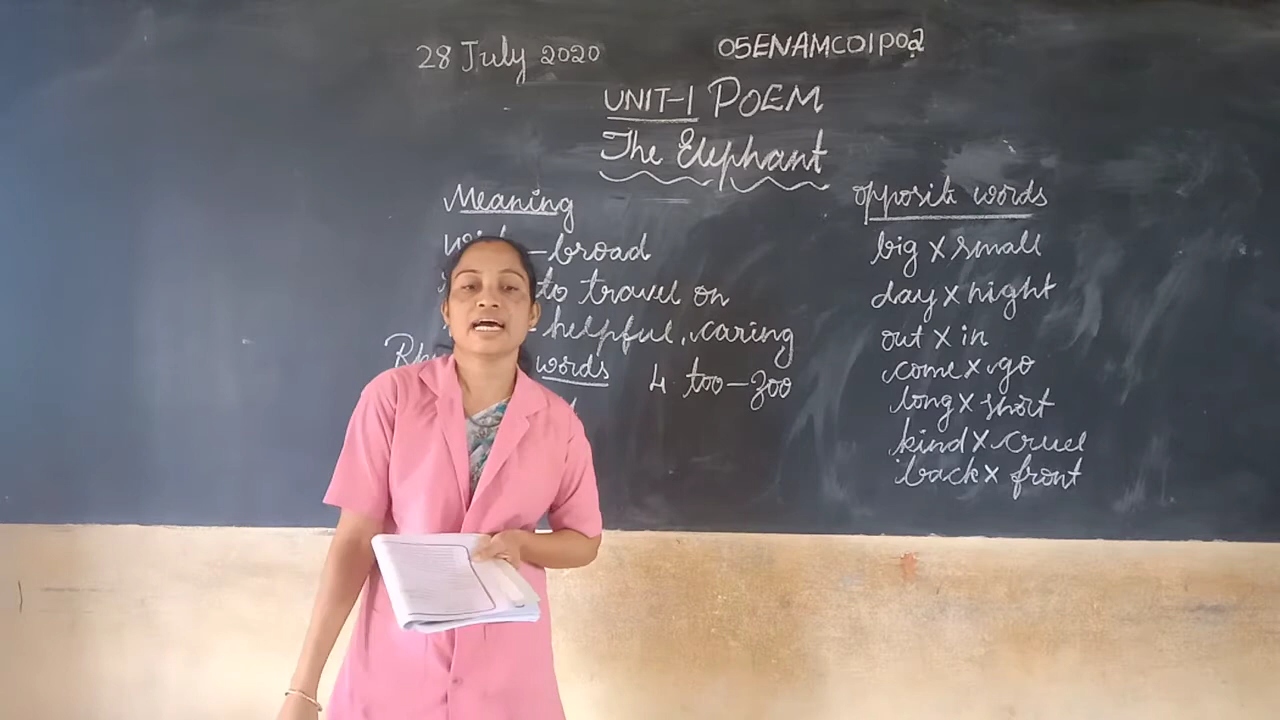 28 July 2020
05ENAMC01P02
UNIT-1 POEM
The Elephant
Meaning
– broad
to travel on
– helpful, caring
words
4. too – zoo
opposite words
big x small
day x night
out x in
come x go
long x short
kind x cruel
back x front